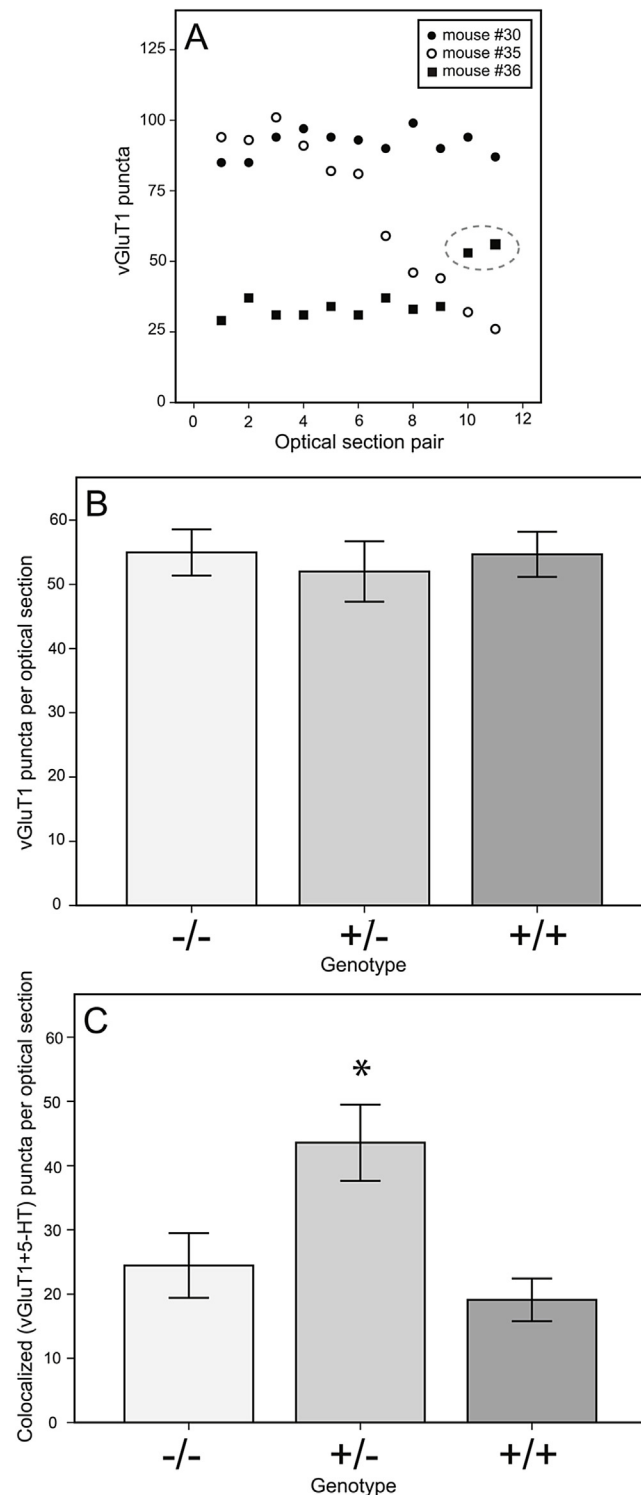 A
mouse #30
mouse #35
mouse #36
125
100
75
50
25
0
vGluT1 puncta
0 2 4 6 8 10 12
Optical section pair
B
60
50
40
30
20
10
0
vGluT1 puncta per optical section
-/- +/- +/+
Genotype
C
*
60
50
40
30
20
10
0
Colocalized (vGluT1+5-HT) puncta per optical section
-/- +/- +/+
Genotype